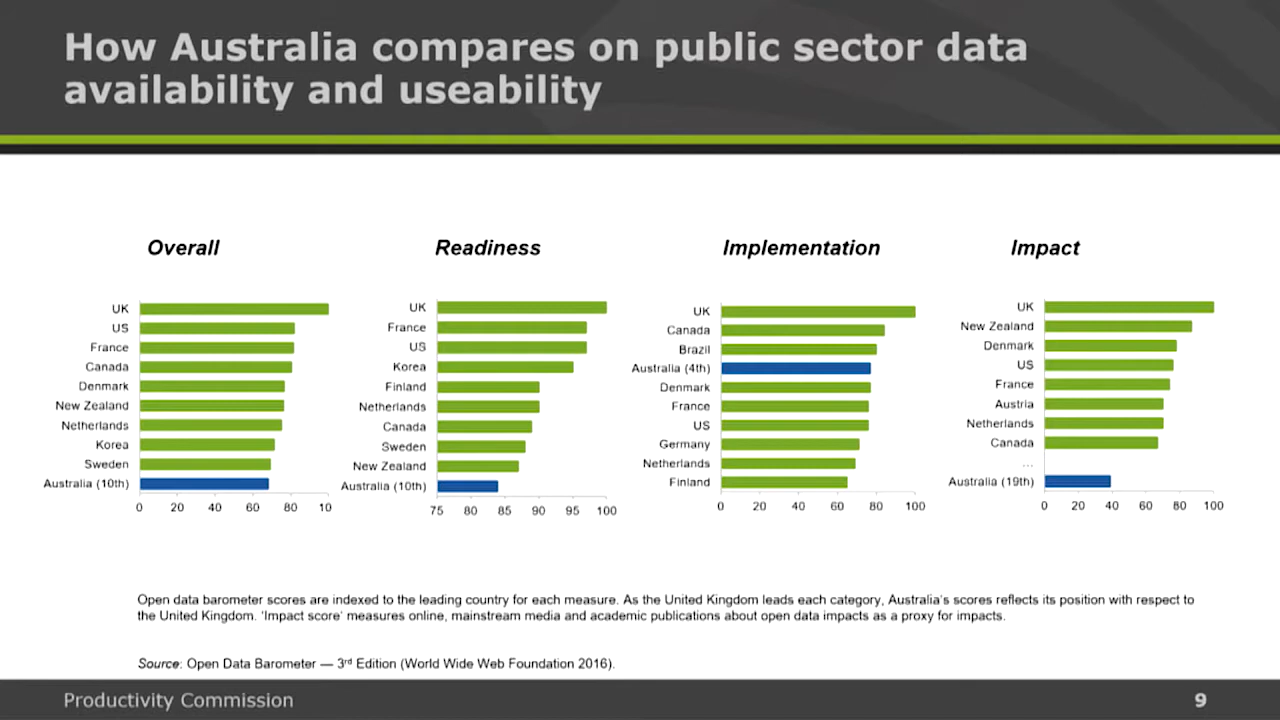 How Australia compares on public sector data
availability and useability
Overall
UK
US
France
Canada
Denmark
New Zealand
Netherlands
Korea
Sweden
Australia (10th)
0 20 40 60 80 10
Readiness
UK
France
US
Korea
Finland
Netherlands
Canada
Sweden
New Zealand
Australia (10th)
75 80 85 90 95 100
Implementation
UK
Canada
Brazil
Australia (4th)
Denmark
France
US
Germany
Netherlands
Finland
0 20 40 60 80 100
Impact
UK
New Zealand
Denmark
US
France
Austria
Netherlands
Canada
...
Australia (19th)
0 20 40 60 80 100
Open data barometer scores are indexed to the leading country for each measure. As the United Kingdom leads each category, Australia's scores reflects its position with respect to
the United Kingdom. 'Impact score' measures online, mainstream media and academic publications about open data impacts as a proxy for impacts.
Source: Open Data Barometer — 3rd Edition (World Wide Web Foundation 2016).
Productivity Commission
9